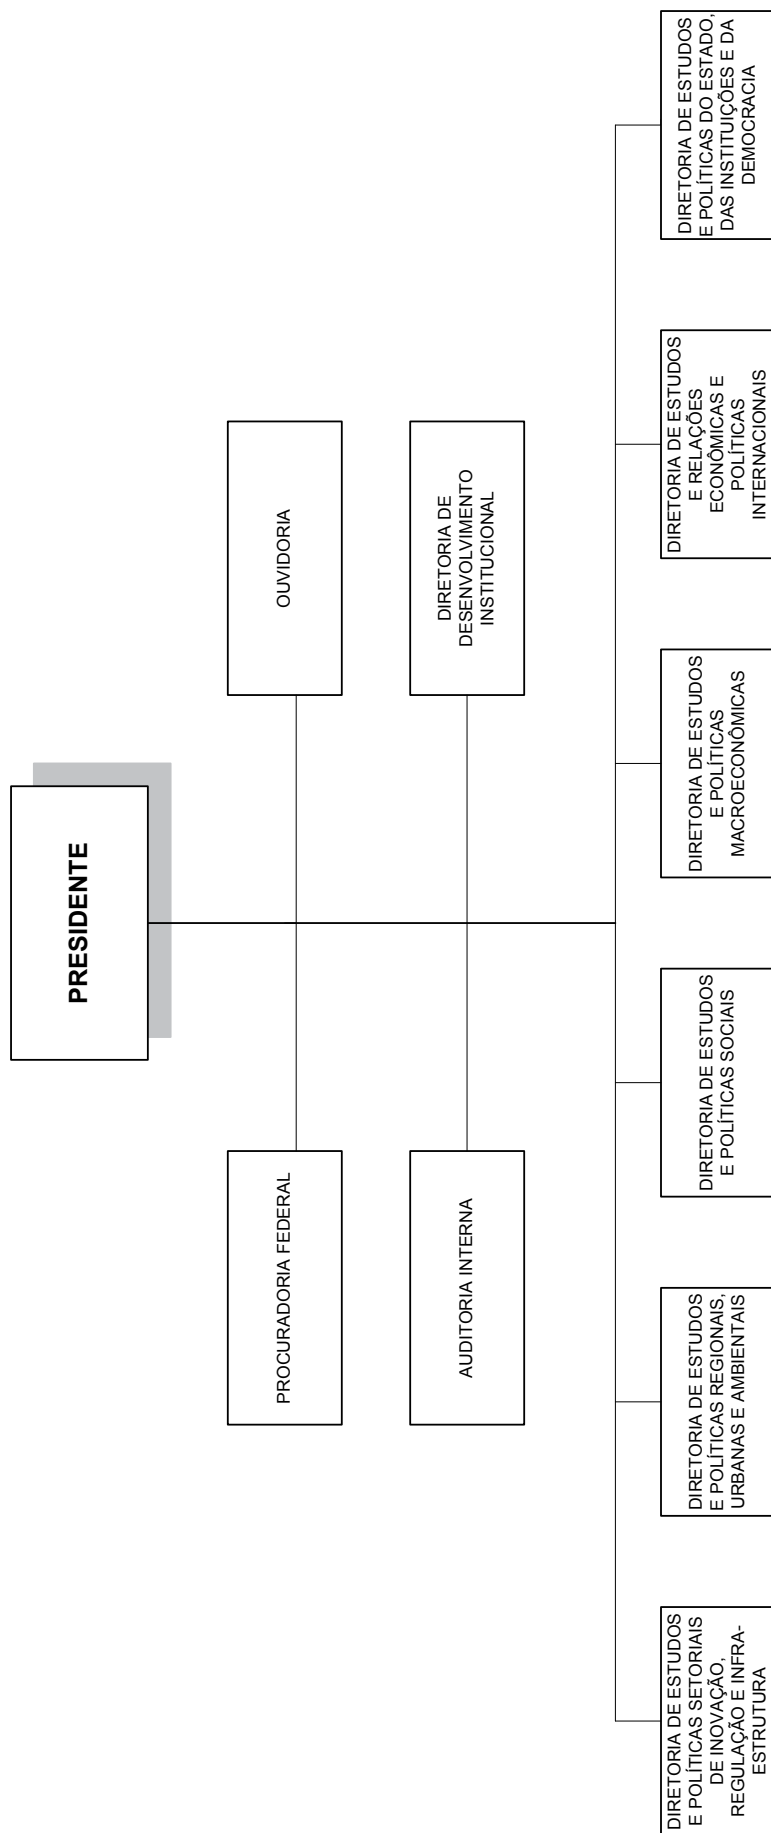 PRESIDENTE
PROCURADORIA FEDERAL
OUVIDORIA
AUDITORIA INTERNA
DIRETORIA DE
DESENVOLVIMENTO
INSTITUCIONAL
DIRETORIA DE ESTUDOS
E POLÍTICAS SETORIAIS
DE INOVAÇÃO,
REGULAÇÃO E INFRA-
ESTRUTURA
DIRETORIA DE ESTUDOS
E POLÍTICAS REGIONAIS,
URBANAS E AMBIENTAIS
DIRETORIA DE ESTUDOS
E POLÍTICAS SOCIAIS
DIRETORIA DE ESTUDOS
E POLÍTICAS
MACROECONÔMICAS
DIRETORIA DE ESTUDOS
E RELAÇÕES
ECONÔMICAS E
POLÍTICAS
INTERNACIONAIS
DIRETORIA DE ESTUDOS
E POLÍTICAS DO ESTADO,
DAS INSTITUIÇÕES E DA
DEMOCRACIA